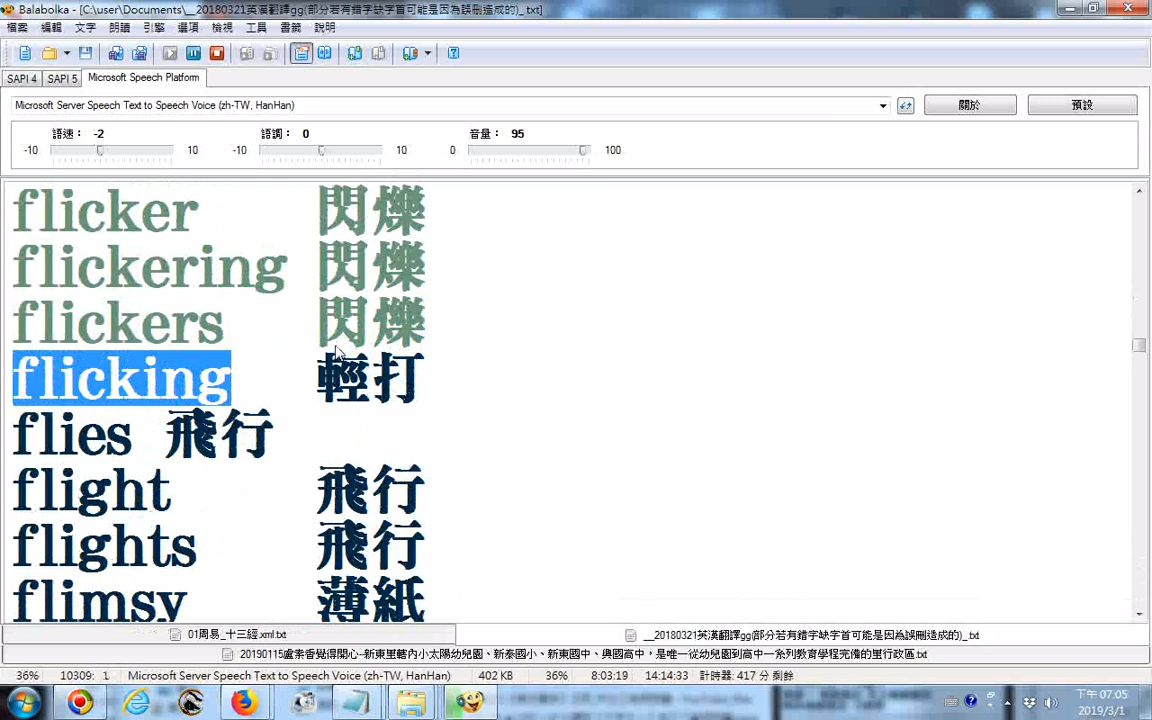 Balabolka - [C:\user\Documents\__20180321英漢翻譯gg(部分若有錯字缺字首可能是因為誤刪造成的)_.txt]
檔案 編輯 文字 朗讀 引擎 選項 檢視 工具 書籤 說明
SAPI 4 SAPI 5 Microsoft Speech Platform
Microsoft Server Speech Text to Speech Voice (zh-TW, HanHan) 關於 預設
語速： -2 語調： 0 音量： 95
-10 10 -10 10 0 100
flicker 閃爍
flickering 閃爍
flickers 閃爍
flicking 輕打
flies 飛行
flight 飛行
flights 飛行
flimsy 薄紙
01周易_十三經.xml.txt __20180321英漢翻譯gg(部分若有錯字缺字首可能是因為誤刪造成的)_.txt
20190115盧素香覺得開心--新東里轄內小太陽幼兒園、新泰國小、新東國中、興國高中，是唯一從幼兒園到高中一系列教育學程完備的里行政區.txt
36% 10309: 1 Microsoft Server Speech Text to Speech Voice (zh-TW, HanHan) 402 KB 36% 8:03:19 14:14:33 計時器: 417 分 剩餘
下午 07:05
2019/3/1